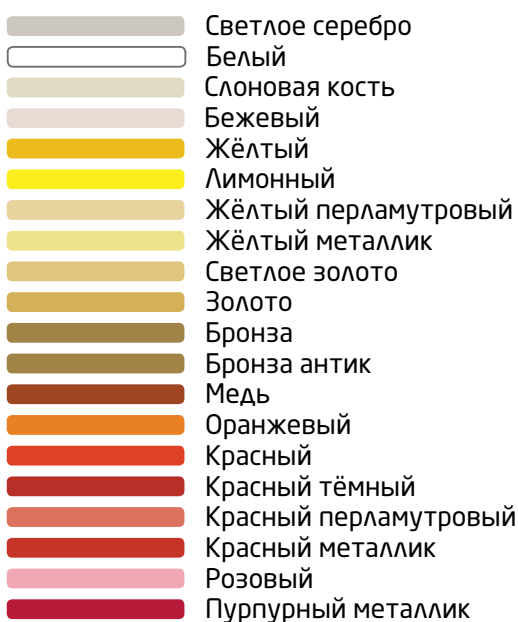 Светлое серебро
Белый
Слоновая кость
Бежевый
Жёлтый
Лимонный
Жёлтый перламутровый
Жёлтый металлик
Светлое золото
Золото
Бронза
Бронза антик
Медь
Оранжевый
Красный
Красный тёмный
Красный перламутровый
Красный металлик
Розовый
Пурпурный металлик